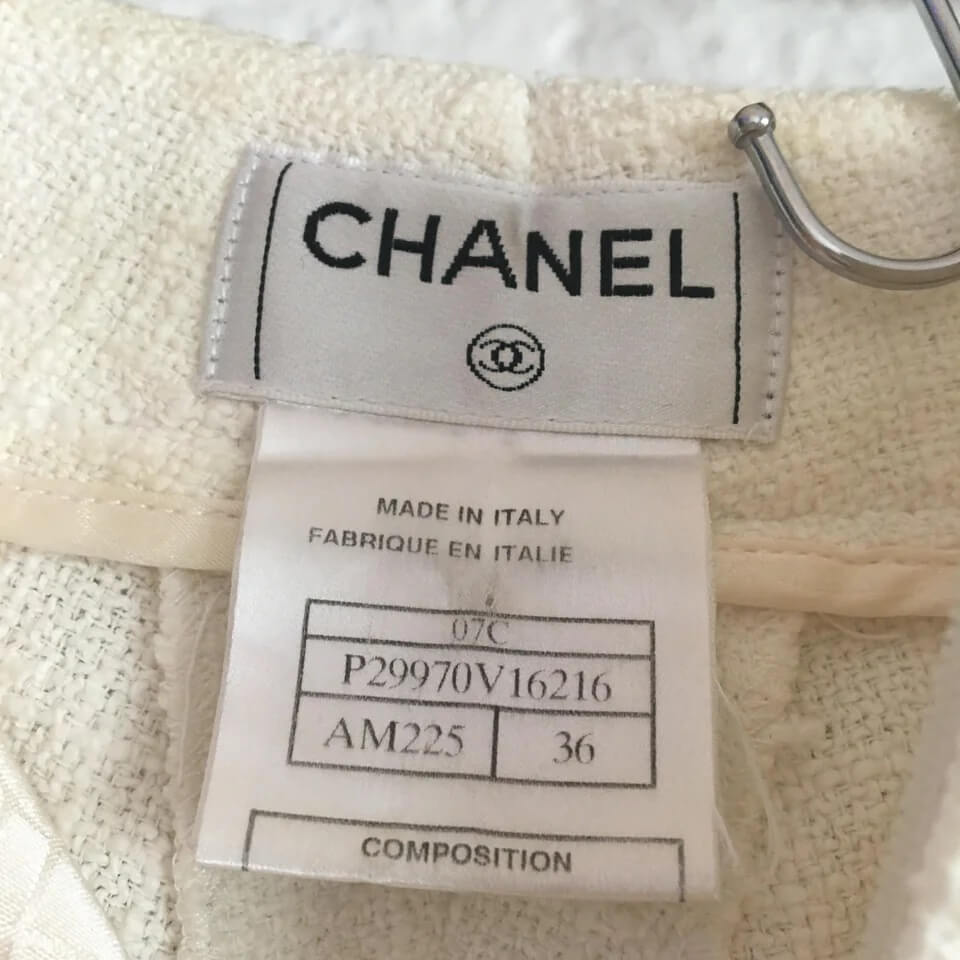 CHANEL
MADE IN ITALY
FABRIQUE EN ITALIE
07C
P29970V16216
AM225 36
COMPOSITION